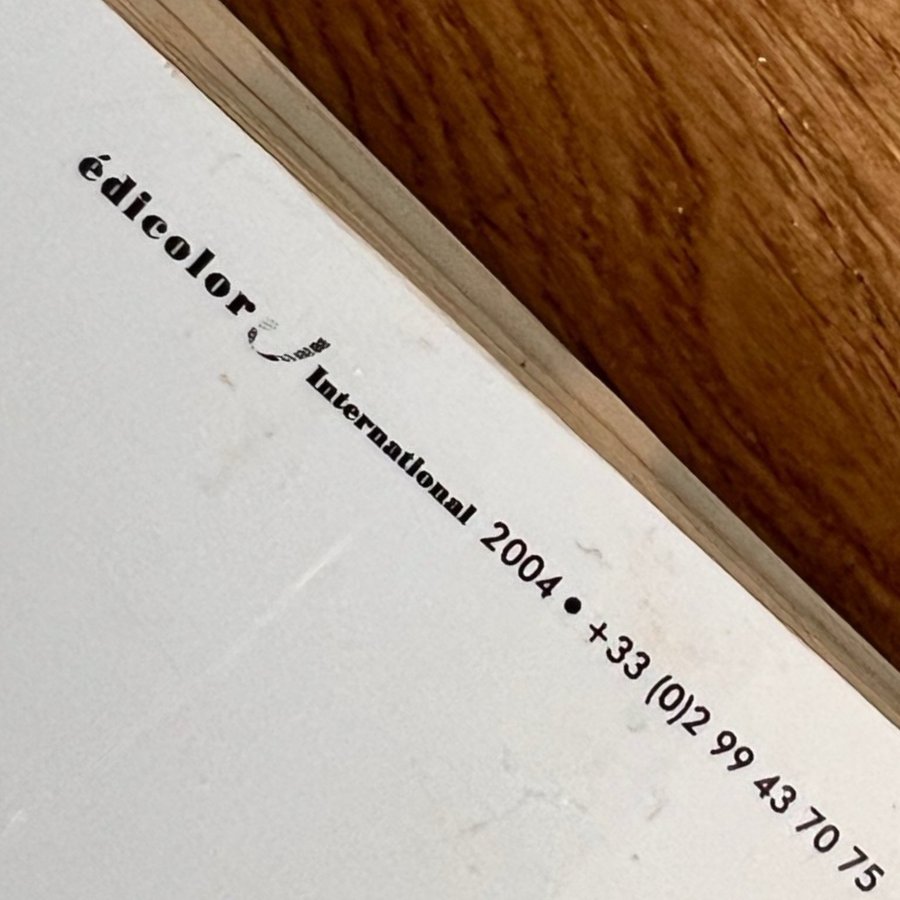 édicolor International 2004 • +33 (0)2 99 43 70 75